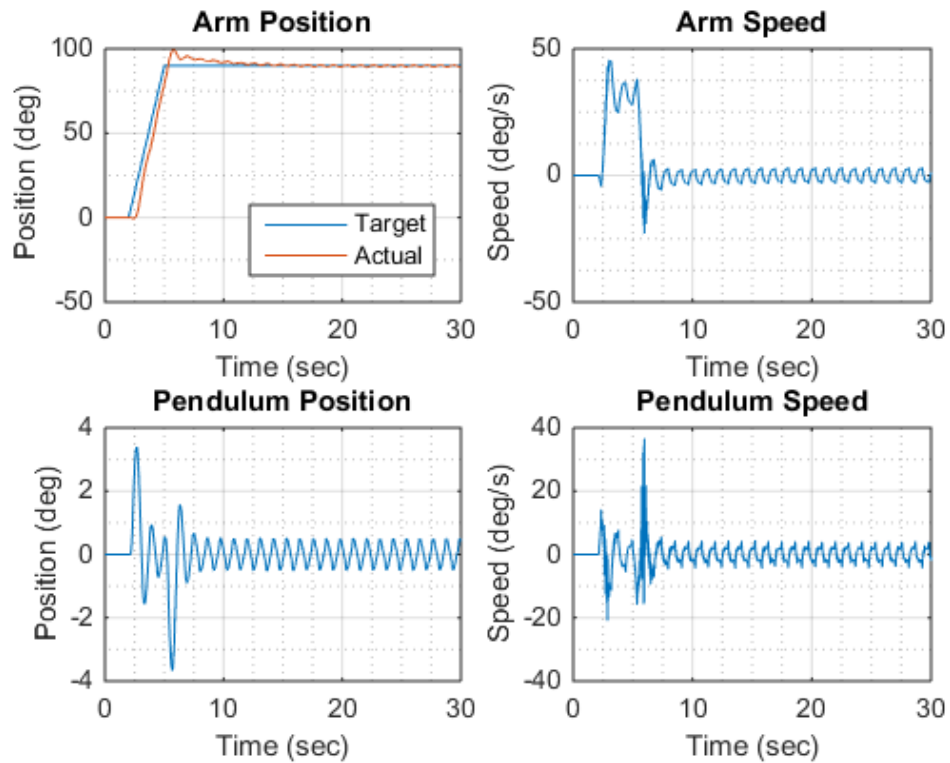 Arm Position
100
50
0
-50
Position (deg)
Target
Actual
0
10
20
30
Time (sec)
Arm Speed
50
0
-50
Speed (deg/s)
0
10
20
30
Time (sec)
Pendulum Position
4
2
0
-2
-4
Position (deg)
0
10
20
30
Time (sec)
Pendulum Speed
40
20
0
-20
-40
Speed (deg/s)
0
10
20
30
Time (sec)